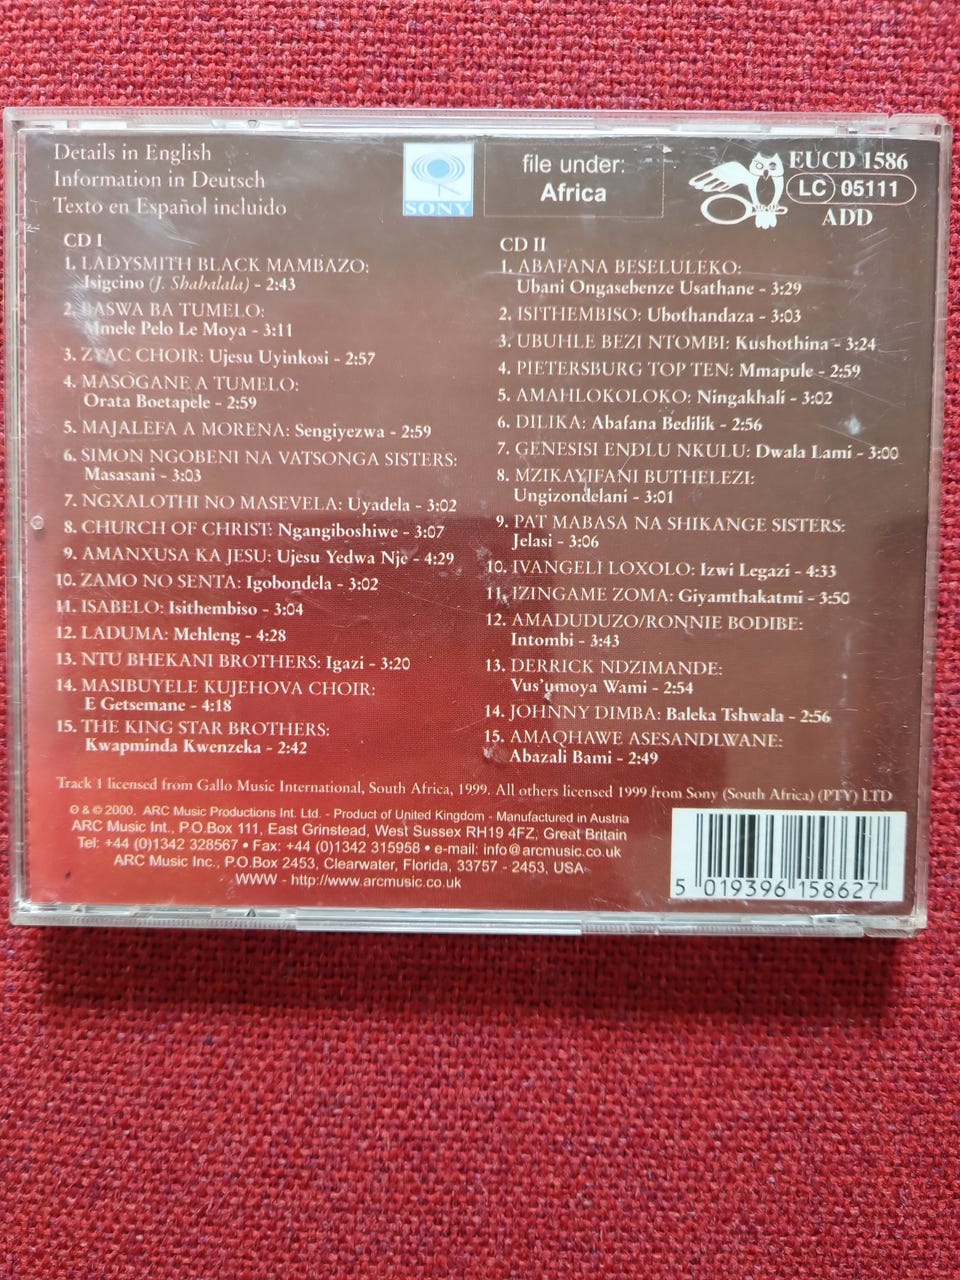 Details in English
Information in Deutsch
Texto en Español incluido
SONY
file under:
Africa
EUCD 1586
LC 05111
ADD
CD I
1. LADYSMITH BLACK MAMBAZO:
Isigcino (J. Shabalala) - 2:43
2. BASWA BA TUMELO:
Mmele Pelo Le Moya - 3:11
3. ZYAC CHOIR: Ujesu Uyinkosi - 2:57
4. MASOGANE A TUMELO:
Orata Boetapele - 2:59
5. MAJALEFA A MORENA: Sengiyezwa - 2:59
6. SIMON NGOBENI NA VATSONGA SISTERS:
Masasani - 3:03
7. NGXALOTHI NO MASEVELA: Uyadela - 3:02
8. CHURCH OF CHRIST: Ngangiboshiwe - 3:07
9. AMANXUSA KA JESU: Ujesu Yedwa Nje - 4:29
10. ZAMO NO SENTA: Igobondela - 3:02
11. ISABELO: Isithembiso - 3:04
12. LADUMA: Mehleng - 4:28
13. NTU BHEKANI BROTHERS: Igazi - 3:20
14. MASIBUYELE KUJEHOVA CHOIR:
E Getsemane - 4:18
15. THE KING STAR BROTHERS:
Kwapminda Kwenzeka - 2:42
CD II
1. ABAFANA BESELULEKO:
Ubani Ongasebenze Usathane - 3:29
2. ISITHEMBISO: Ubothandaza - 3:03
3. UBUHLE BEZI NTOMBI: Kushothina - 3:24
4. PIETERSBURG TOP TEN: Mmapule - 2:59
5. AMAHLOKOLOKO: Ningakhali - 3:02
6. DILIKA: Abafana Bedilik - 2:56
7. GENESISI ENDLU NKULU: Dwala Lami - 3:00
8. MZIKAYIFANI BUTHELEZI:
Ungizondelani - 3:01
9. PAT MABASA NA SHIKANGE SISTERS:
Jelasi - 3:06
10. IVANGELI LOXOLO: Izwi Legazi - 4:33
11. IZINGAME ZOMA: Giyamthakatmi - 3:50
12. AMADUDUZO/RONNIE BODIBE:
Intombi - 3:43
13. DERRICK NDZIMANDE:
Vus'umoya Wami - 2:54
14. JOHNNY DIMBA: Baleka Tshwala - 2:56
15. AMAQHAWE ASESANDLWANE:
Abazali Bami - 2:49
Track 1 licensed from Gallo Music International, South Africa, 1999. All others licensed 1999 from Sony (South Africa) (PTY) LTD
℗ & © 2000, ARC Music Productions Int. Ltd. - Product of United Kingdom - Manufactured in Austria
ARC Music Int., P.O.Box 111, East Grinstead, West Sussex RH19 4FZ, Great Britain
Tel: +44 (0)1342 328567 • Fax: +44 (0)1342 315958 • e-mail: info@arcmusic.co.uk
ARC Music Inc., P.O.Box 2453, Clearwater, Florida, 33757 - 2453, USA
WWW - http://www.arcmusic.co.uk
5 019396 158627